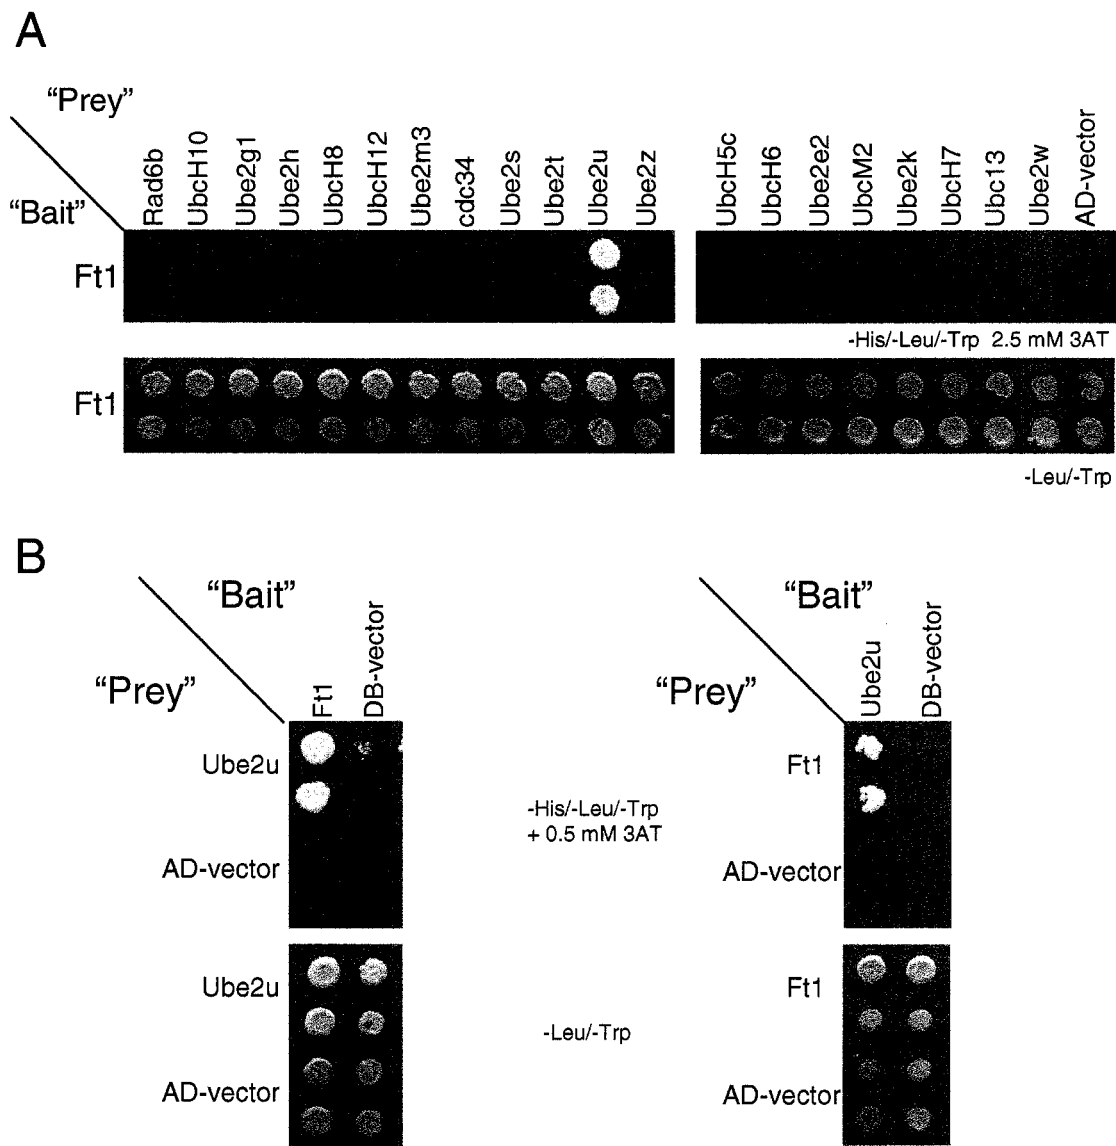 A
“Prey”
“Bait”
Rad6b UbcH10 Ube2g1 Ube2h UbcH8 UbcH12 Ube2m3 cdc34 Ube2s Ube2t Ube2u Ube2z UbcH5c UbcH6 Ube2e2 UbcM2 Ube2k UbcH7 Ubc13 Ube2w AD-vector
Ft1
-His/-Leu/-Trp 2.5 mM 3AT
Ft1
-Leu/-Trp
B
“Bait”
“Prey”
Ft1 DB-vector
Ube2u
AD-vector
-His/-Leu/-Trp
+ 0.5 mM 3AT
Ube2u
AD-vector
-Leu/-Trp
“Bait”
“Prey”
Ube2u DB-vector
Ft1
AD-vector
Ft1
AD-vector